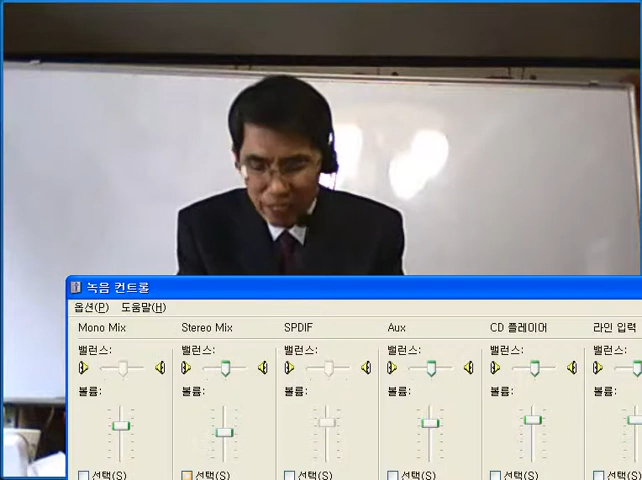 녹음 컨트롤
옵션(P) 도움말(H)
Mono Mix Stereo Mix SPDIF Aux CD 플레이어 라인 입력
밸런스: 밸런스: 밸런스: 밸런스: 밸런스: 밸런스:
볼륨: 볼륨: 볼륨: 볼륨: 볼륨: 볼륨:
선택(S) 선택(S) 선택(S) 선택(S) 선택(S) 선택(S)